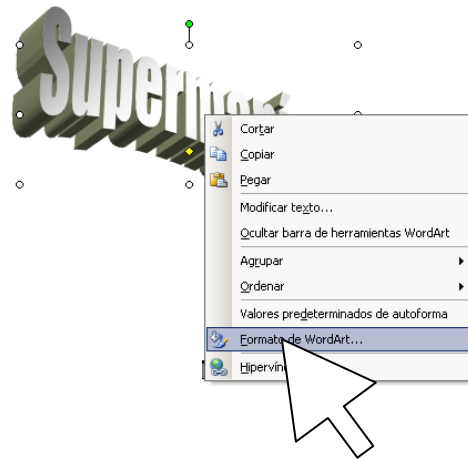 Cortar
Copiar
Pegar
Modificar texto...
Ocultar barra de herramientas WordArt
Agrupar
Ordenar
Valores predeterminados de autoforma
Formato de WordArt...